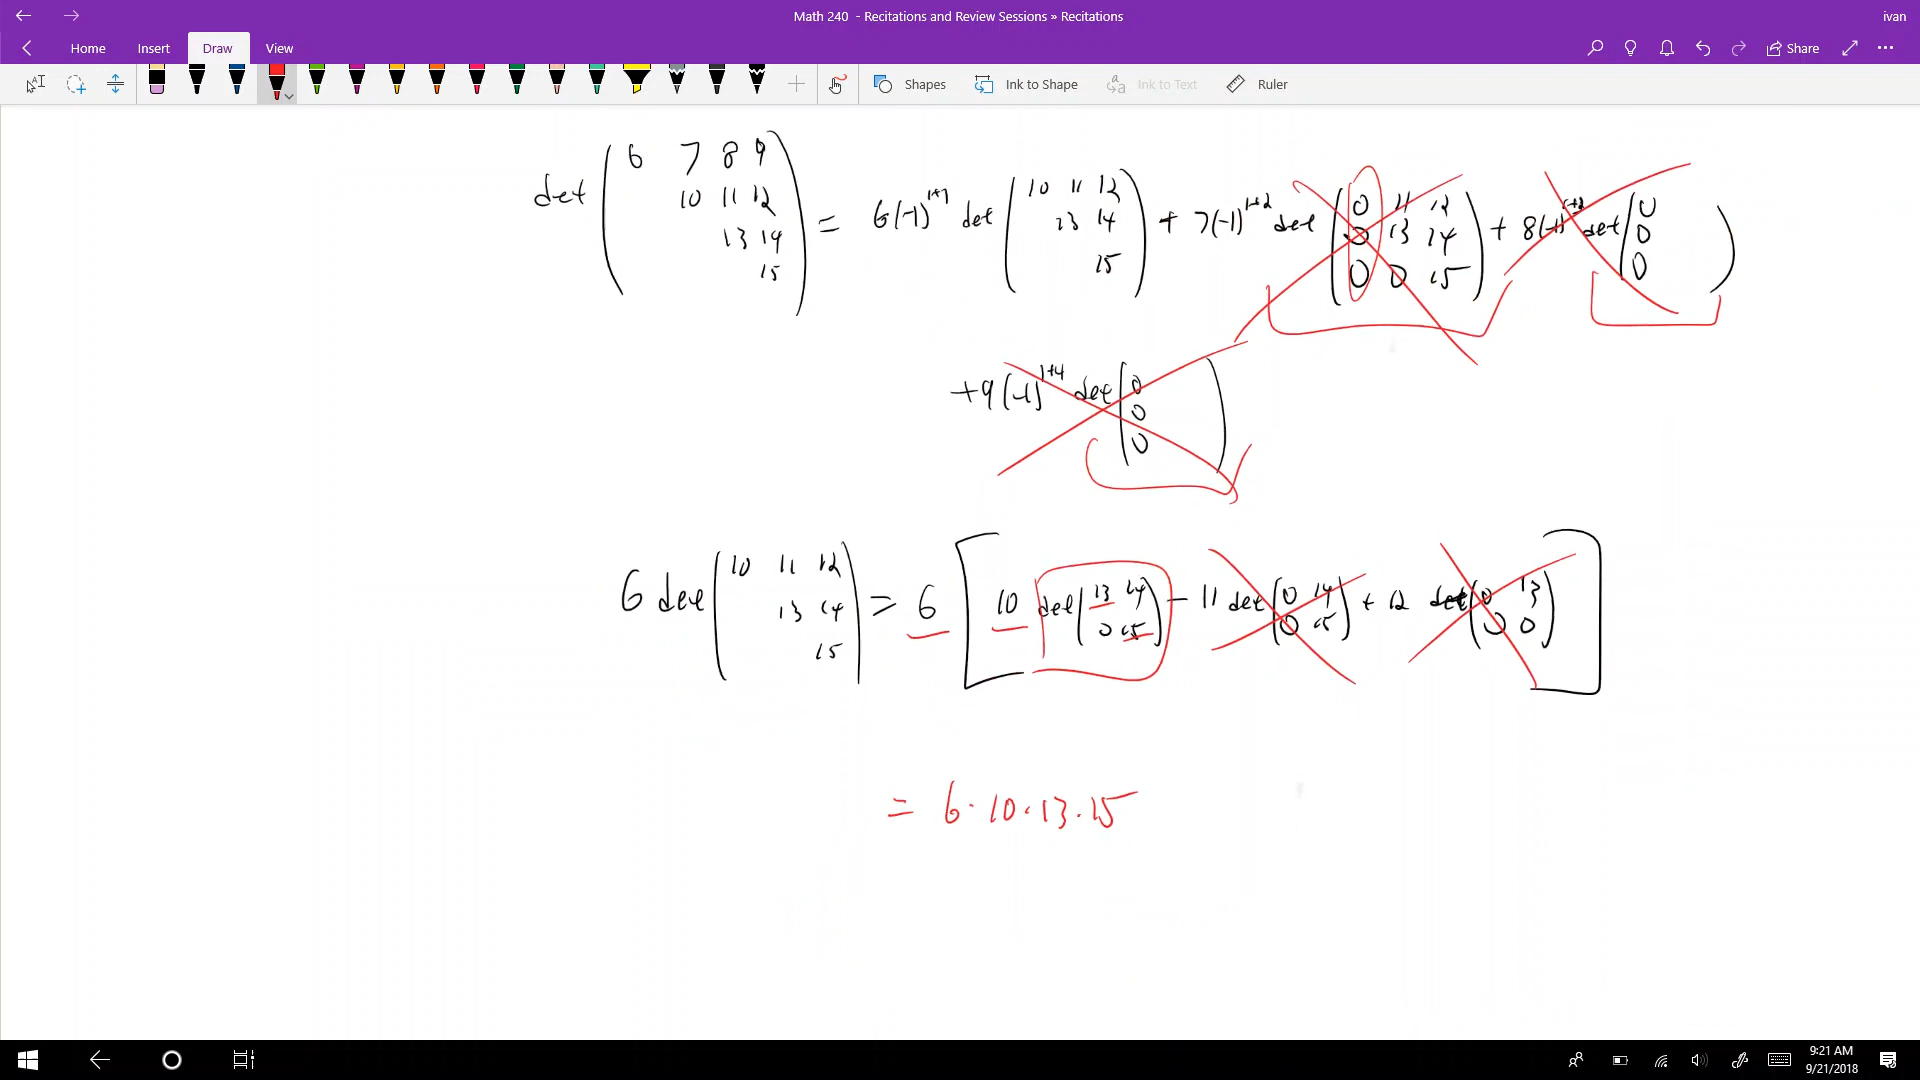 Math 240 - Recitations and Review Sessions » Recitations
ivan
Home Insert Draw View
Share
Shapes Ink to Shape Ink to Text Ruler
det ( 6 7 8 9
10 11 12
13 14
15 ) = 6(-1)^{1+1} det ( 10 11 12
13 14
15 ) + 7(-1)^{1+2} det ( 0 11 12
0 13 14
0 0 15 ) + 8(-1) det ( 0
0
0 )
+9(-1)^{1+4} det ( 0
0
0 )
6 det ( 10 11 12
13 14
15 ) = 6 [ 10 det ( 13 14
0 15 ) - 11 det ( 0 14
0 15 ) + 12 det ( 0 13
0 0 ) ]
= 6·10·13·15
9:21 AM
9/21/2018